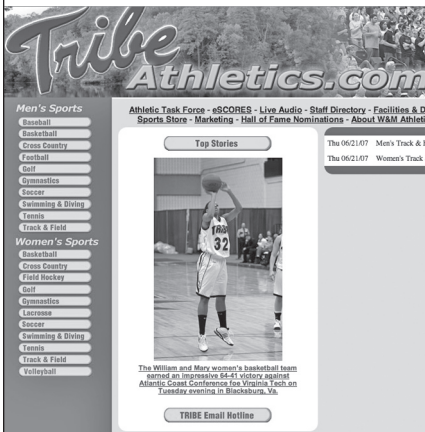 Tribe
Athletics.com
Men's Sports
Baseball
Basketball
Cross Country
Football
Golf
Gymnastics
Soccer
Swimming & Diving
Tennis
Track & Field
Women's Sports
Basketball
Cross Country
Field Hockey
Golf
Gymnastics
Lacrosse
Soccer
Swimming & Diving
Tennis
Track & Field
Volleyball
Athletic Task Force - eSCORES - Live Audio - Staff Directory - Facilities & D
Sports Store - Marketing - Hall of Fame Nominations - About W&M Athleti
Top Stories
TRIBE
32
The William and Mary women's basketball team
earned an impressive 64-41 victory against
Atlantic Coast Conference foe Virginia Tech on
Tuesday evening in Blacksburg, Va.
TRIBE Email Hotline
Thu 06/21/07 Men's Track &
Thu 06/21/07 Women's Track